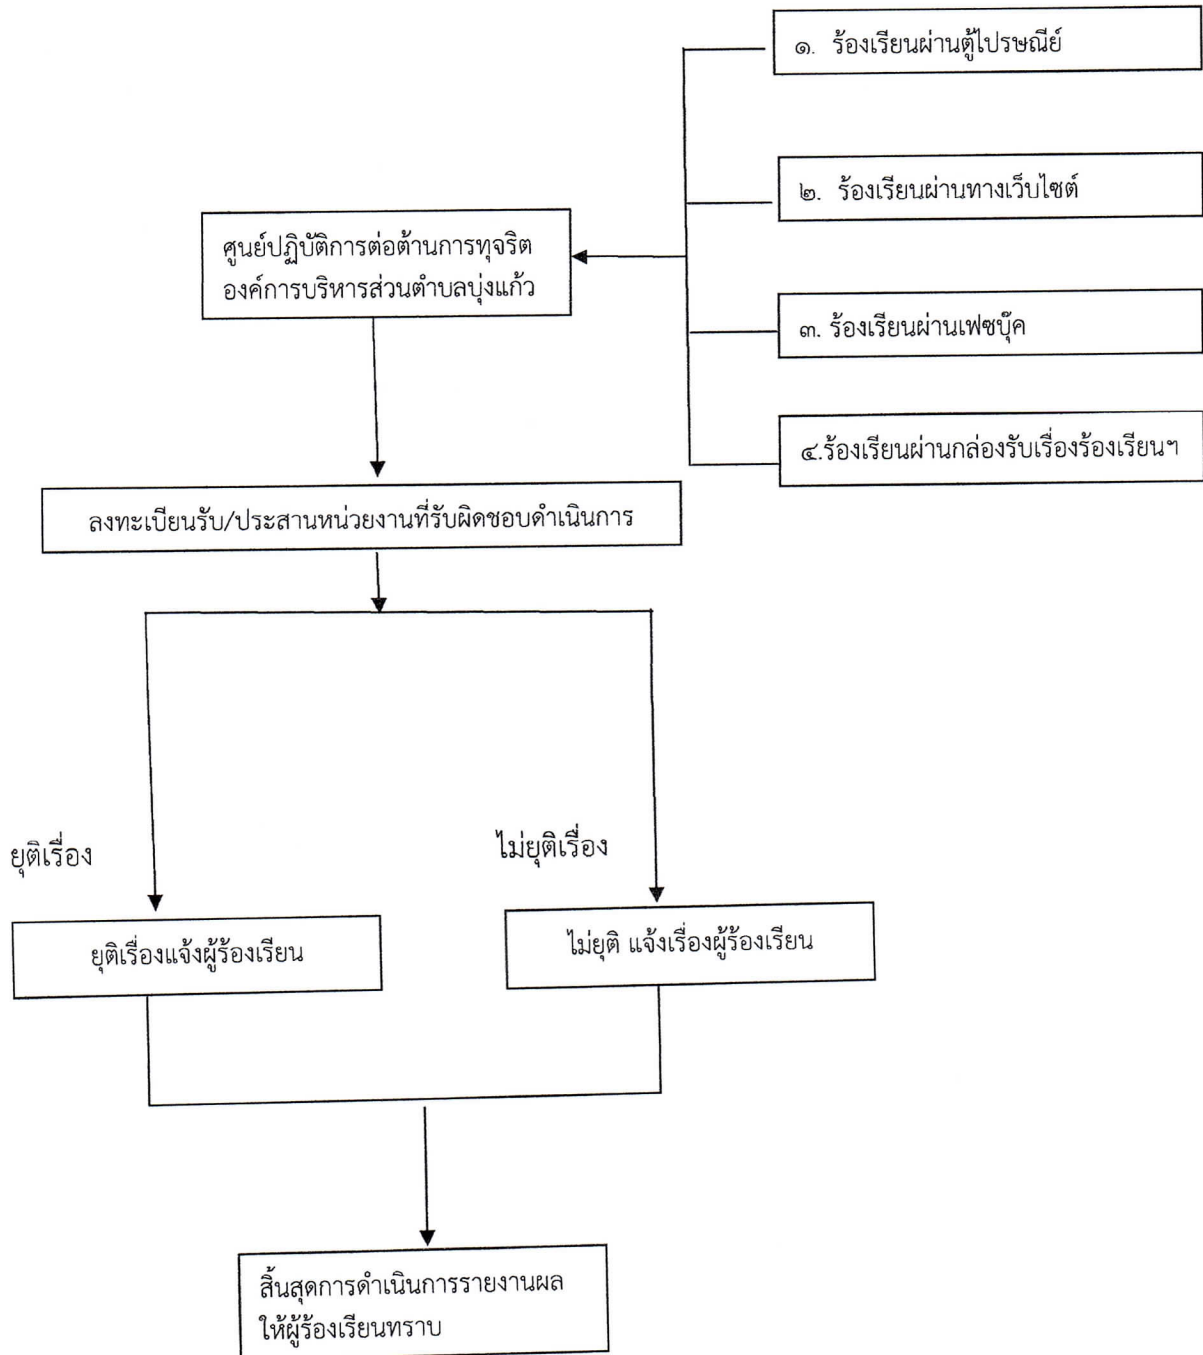 ๑. ร้องเรียนผ่านตู้ไปรษณีย์
๒. ร้องเรียนผ่านทางเว็บไซต์
ศูนย์ปฏิบัติการต่อต้านการทุจริต
องค์การบริหารส่วนตำบลบุ่งแก้ว
๓. ร้องเรียนผ่านเฟซบุ๊ค
๔.ร้องเรียนผ่านกล่องรับเรื่องร้องเรียนฯ
ลงทะเบียนรับ/ประสานหน่วยงานที่รับผิดชอบดำเนินการ
ยุติเรื่อง
ไม่ยุติเรื่อง
ยุติเรื่องแจ้งผู้ร้องเรียน
ไม่ยุติ แจ้งเรื่องผู้ร้องเรียน
สิ้นสุดการดำเนินการรายงานผล
ให้ผู้ร้องเรียนทราบ